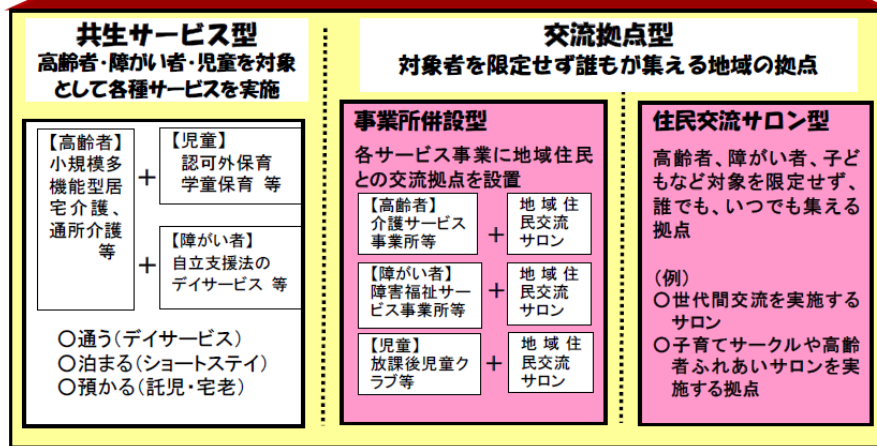 共生サービス型
高齢者・障がい者・児童を対象
として各種サービスを実施
【高齢者】
小規模多
機能型居
宅介護、
通所介護
等
+
【児童】
認可外保育
学童保育 等
+
【障がい者】
自立支援法の
デイサービス 等
○通う(デイサービス)
○泊まる(ショートステイ)
○預かる(託児・宅老)
交流拠点型
対象者を限定せず誰もが集える地域の拠点
事業所併設型
各サービス事業に地域住民
との交流拠点を設置
【高齢者】
介護サービス
事業所等
+
地域住
民交流
サロン
【障がい者】
障害福祉サー
ビス事業所等
+
地域住
民交流
サロン
【児童】
放課後児童ク
ラブ等
+
地域住
民交流
サロン
住民交流サロン型
高齢者、障がい者、子ど
もなど対象を限定せず、
誰でも、いつでも集える
拠点
(例)
○世代間交流を実施する
サロン
○子育てサークルや高齢
者ふれあいサロンを実
施する拠点